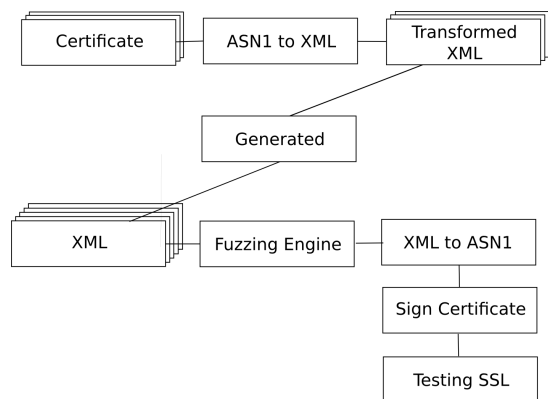 Certificate
ASN1 to XML
Transformed
XML
Generated
XML
Fuzzing Engine
XML to ASN1
Sign Certificate
Testing SSL